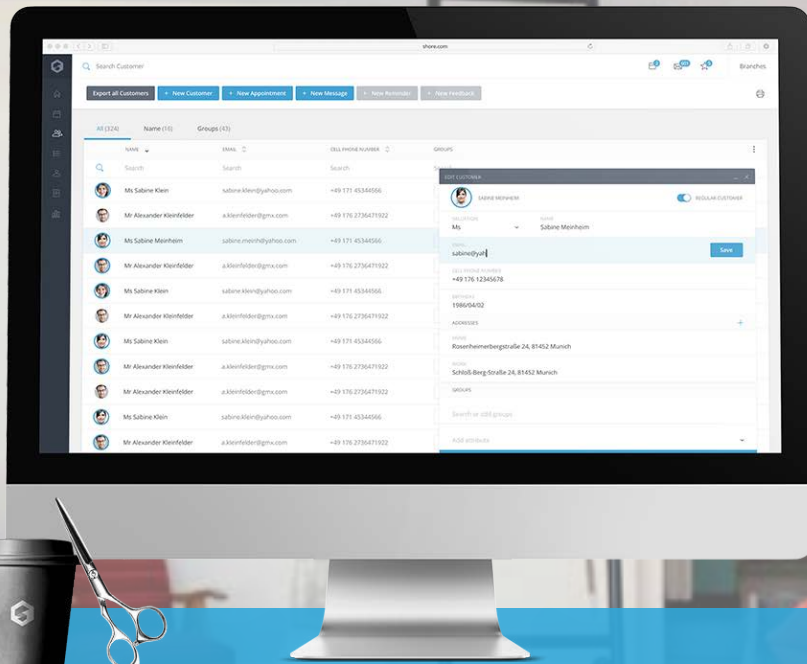 shore.com
Search Customer
Branches
Export all Customers + New Customer + New Appointment + New Message + New Reminder + New Feedback
All (324) Name (18) Groups (43)
NAME EMAIL CELL PHONE NUMBER GROUPS
Search Search Search
Ms Sabine Klein sabine.klein@yahoo.com +49 171 45344566
Mr Alexander Kleinfelder a.kleinfelder@gmx.com +49 176 2736471922
Ms Sabine Meinheim sabine.meinh@yahoo.com +49 171 45344566
Mr Alexander Kleinfelder a.kleinfelder@gmx.com +49 176 2736471922
Ms Sabine Klein sabine.klein@yahoo.com +49 171 45344566
Mr Alexander Kleinfelder a.kleinfelder@gmx.com +49 176 2736471922
Ms Sabine Klein sabine.klein@yahoo.com +49 171 45344566
Mr Alexander Kleinfelder a.kleinfelder@gmx.com +49 176 2736471922
Mr Alexander Kleinfelder a.kleinfelder@gmx.com +49 176 2736471922
Ms Sabine Klein sabine.klein@yahoo.com +49 171 45344566
Mr Alexander Kleinfelder a.kleinfelder@gmx.com +49 176 2736471922
EDIT CUSTOMER
SABINE MEINHEIM REGULAR CUSTOMER
SALUTATION NAME
Ms Sabine Meinheim
EMAIL
sabine@yah Save
CELL PHONE NUMBER
+49 176 12345678
BIRTHDAY
1986/04/02
ADDRESSES
HOME
Rosenheimerbergstraße 24, 81452 Munich
WORK
Schloß-Berg-Straße 24, 81452 Munich
GROUPS
Search or add groups
Add attribute